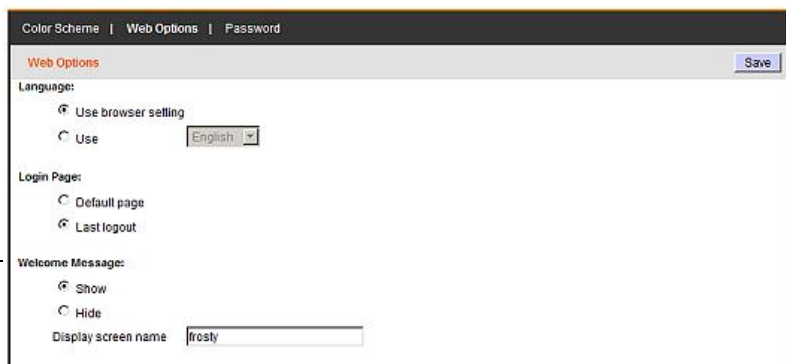 Color Scheme | Web Options | Password
Web Options Save
Language:
Use browser setting
Use English
Login Page:
Default page
Last logout
Welcome Message:
Show
Hide
Display screen name frosty